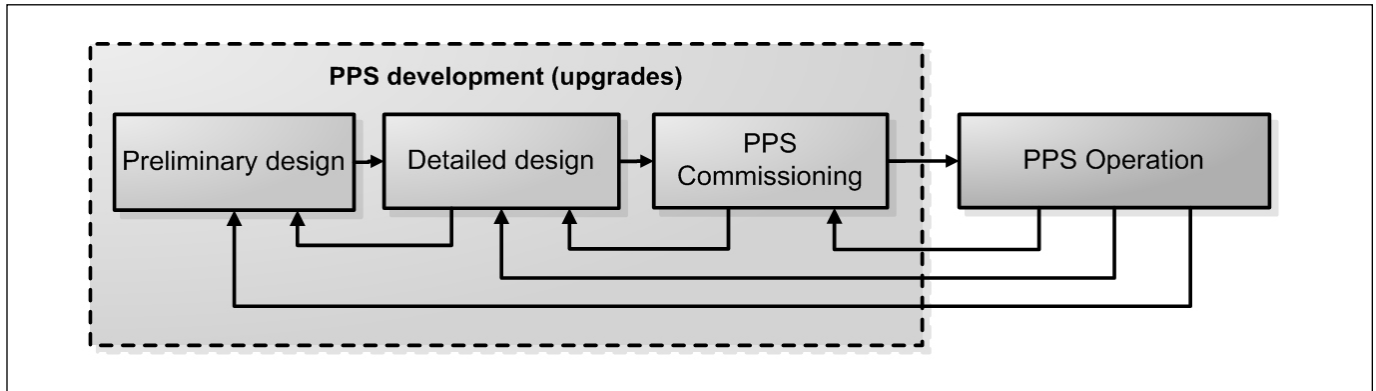 PPS development (upgrades)
Preliminary design
Detailed design
PPS
Commissioning
PPS Operation